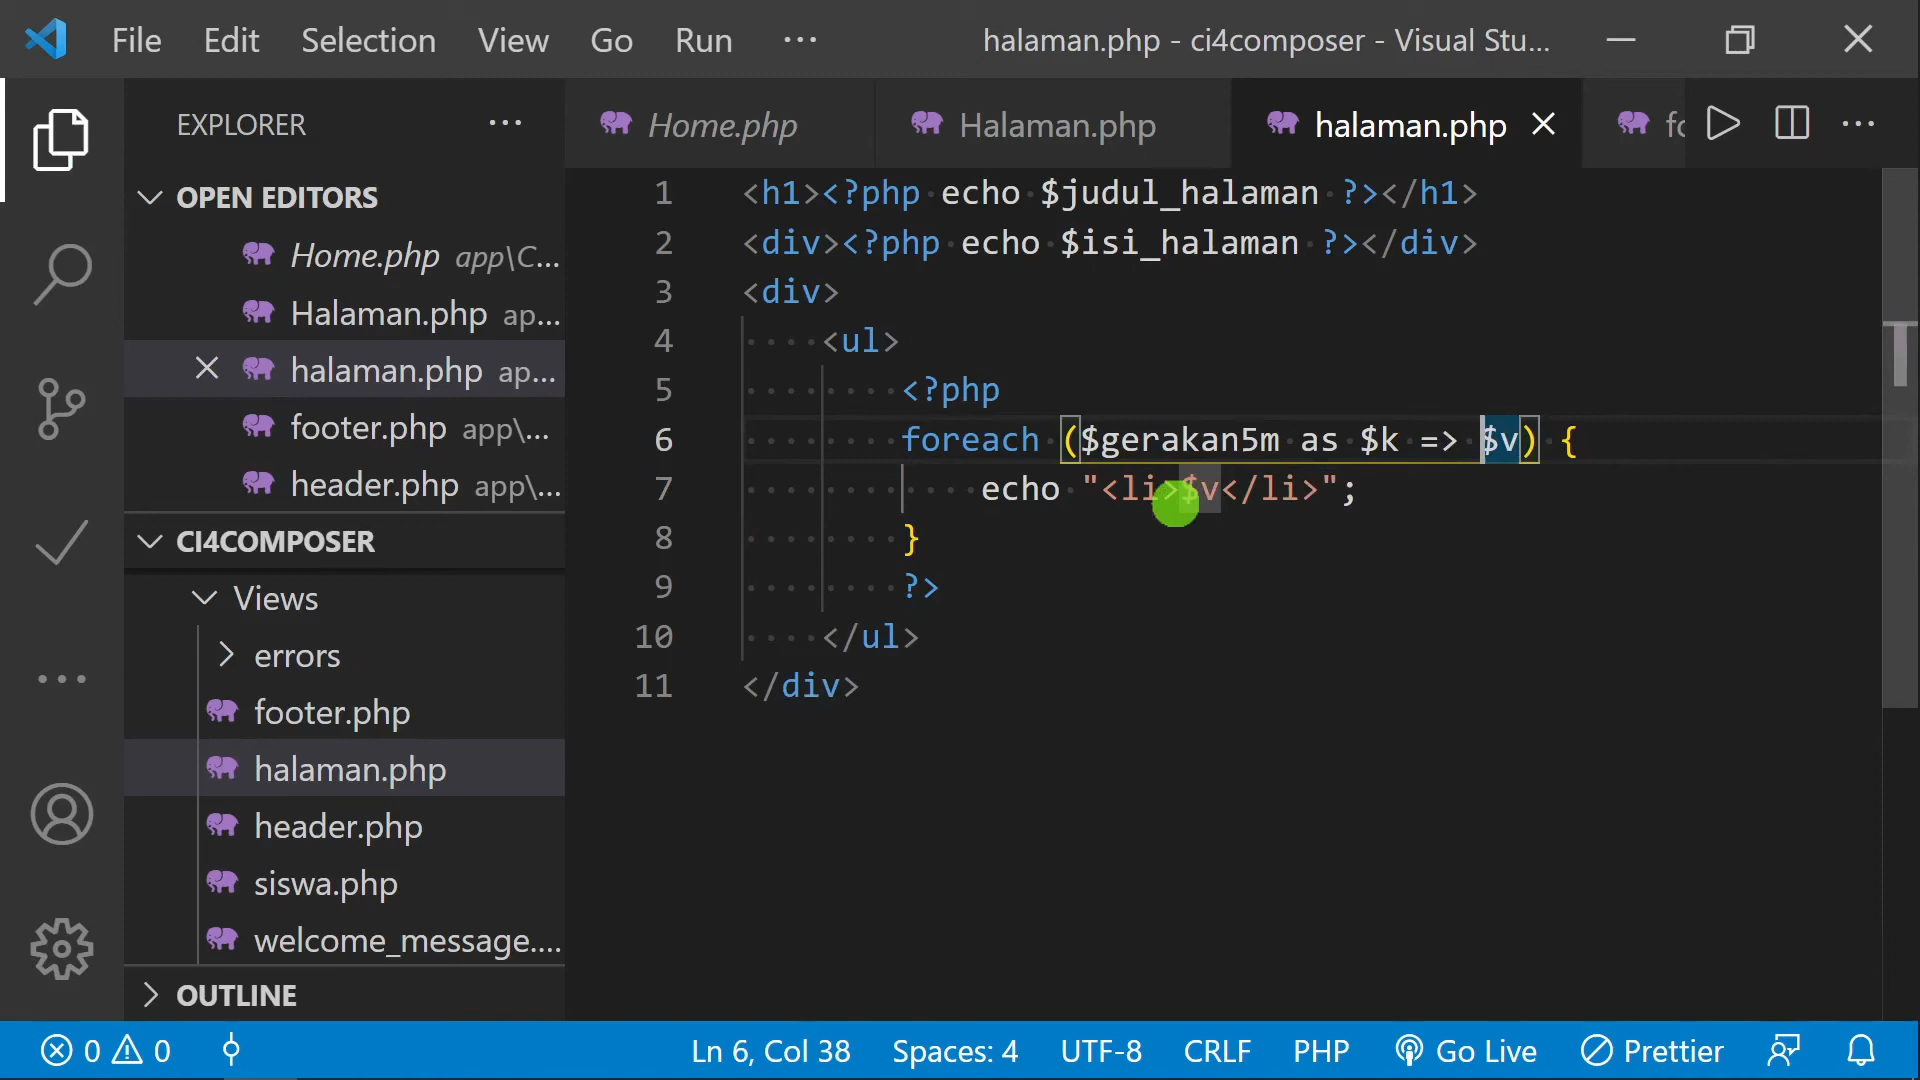 File Edit Selection View Go Run ···
halaman.php - ci4composer - Visual Stu...
EXPLORER ···
Home.php
Halaman.php
halaman.php
fo
OPEN EDITORS
Home.php app\C...
Halaman.php ap...
halaman.php ap...
footer.php app\...
header.php app\...
CI4COMPOSER
Views
errors
footer.php
halaman.php
header.php
siswa.php
welcome_message....
OUTLINE
1 <h1><?php echo $judul_halaman ?></h1>
2 <div><?php echo $isi_halaman ?></div>
3 <div>
4 <ul>
5 <?php
6 foreach ($gerakan5m as $k => $v) {
7 echo "<li>$v</li>";
8 }
9 ?>
10 </ul>
11 </div>
0 0 Ln 6, Col 38 Spaces: 4 UTF-8 CRLF PHP Go Live Prettier